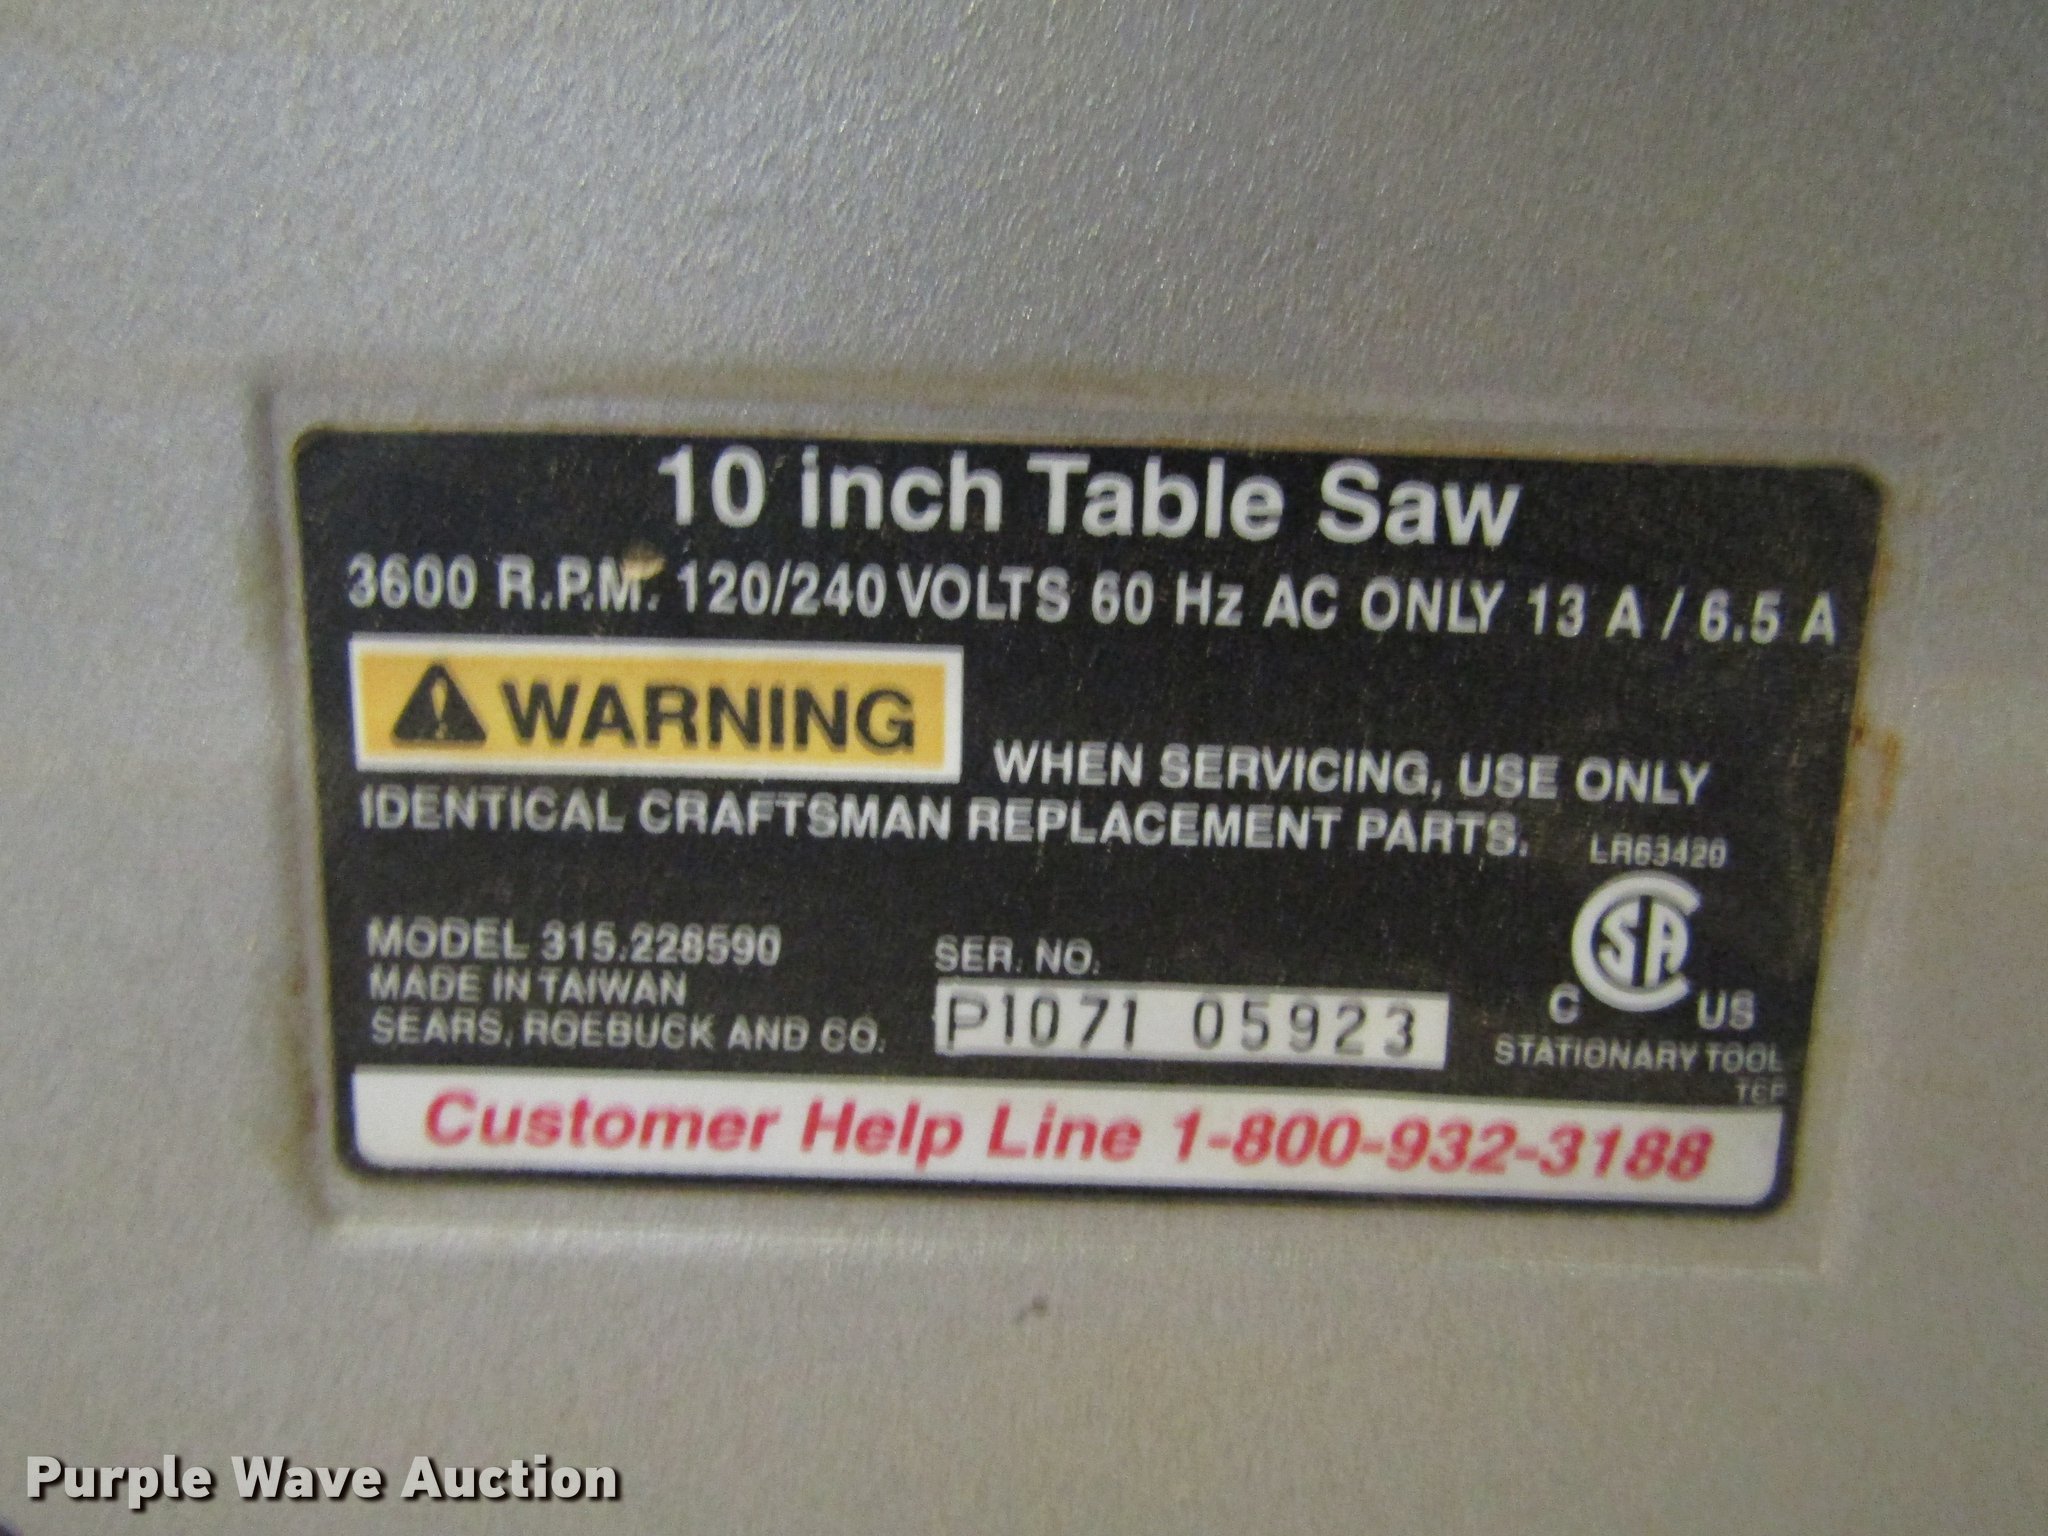 10 inch Table Saw
3600 R.P.M. 120/240 VOLTS 60 Hz AC ONLY 13 A / 6.5 A
WARNING
WHEN SERVICING, USE ONLY
IDENTICAL CRAFTSMAN REPLACEMENT PARTS.
LR63420
MODEL 315.228590
MADE IN TAIWAN
SEARS, ROEBUCK AND CO.
SER. NO.
P1071 05923
CSA
C US
STATIONARY TOOL
Customer Help Line 1-800-932-3188
Purple Wave Auction